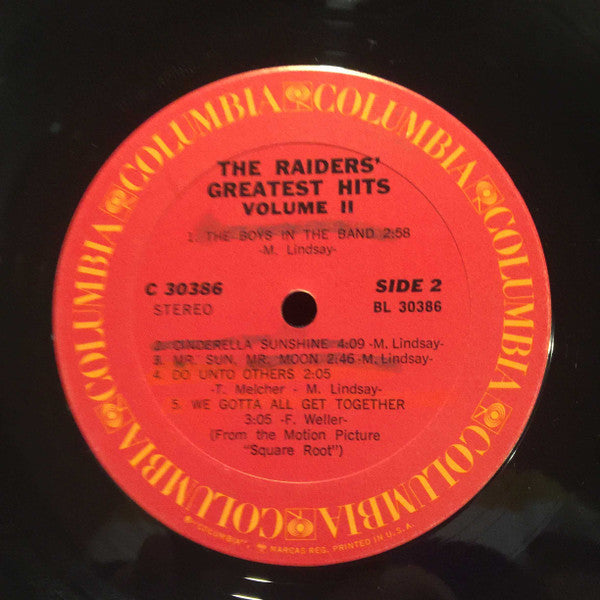 COLUMBIA COLUMBIA COLUMBIA COLUMBIA COLUMBIA COLUMBIA
THE RAIDERS'
GREATEST HITS
VOLUME II
1. THE BOYS IN THE BAND 2:58
-M. Lindsay-
C 30386
STEREO
SIDE 2
BL 30386
2. CINDERELLA SUNSHINE 4:09 -M. Lindsay-
3. MR. SUN, MR. MOON 2:46 -M. Lindsay-
4. DO UNTO OTHERS 2:05
-T. Melcher - M. Lindsay-
5. WE GOTTA ALL GET TOGETHER
3:05 -F. Weller-
(From the Motion Picture
"Square Root")
® "COLUMBIA", MARCAS REG. PRINTED IN U.S.A.